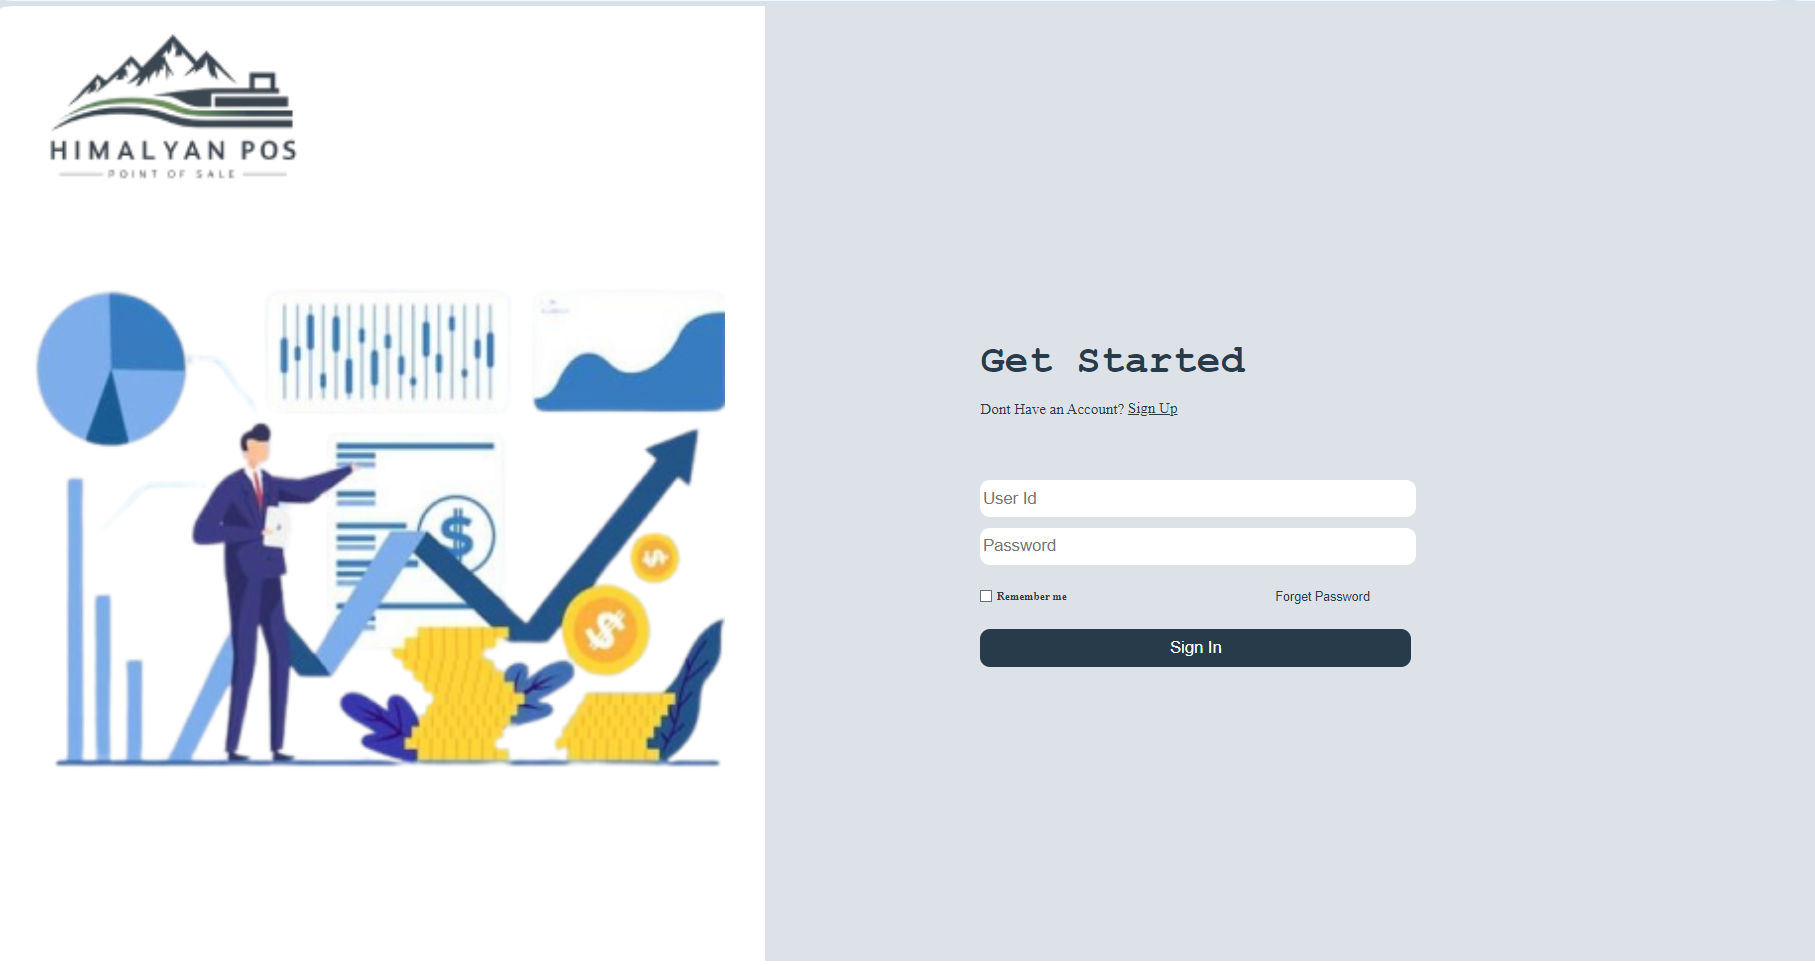 HIMALYAN POS
POINT OF SALE
$
$
$
Get Started
Dont Have an Account? Sign Up
User Id
Password
Remember me
Forget Password
Sign In